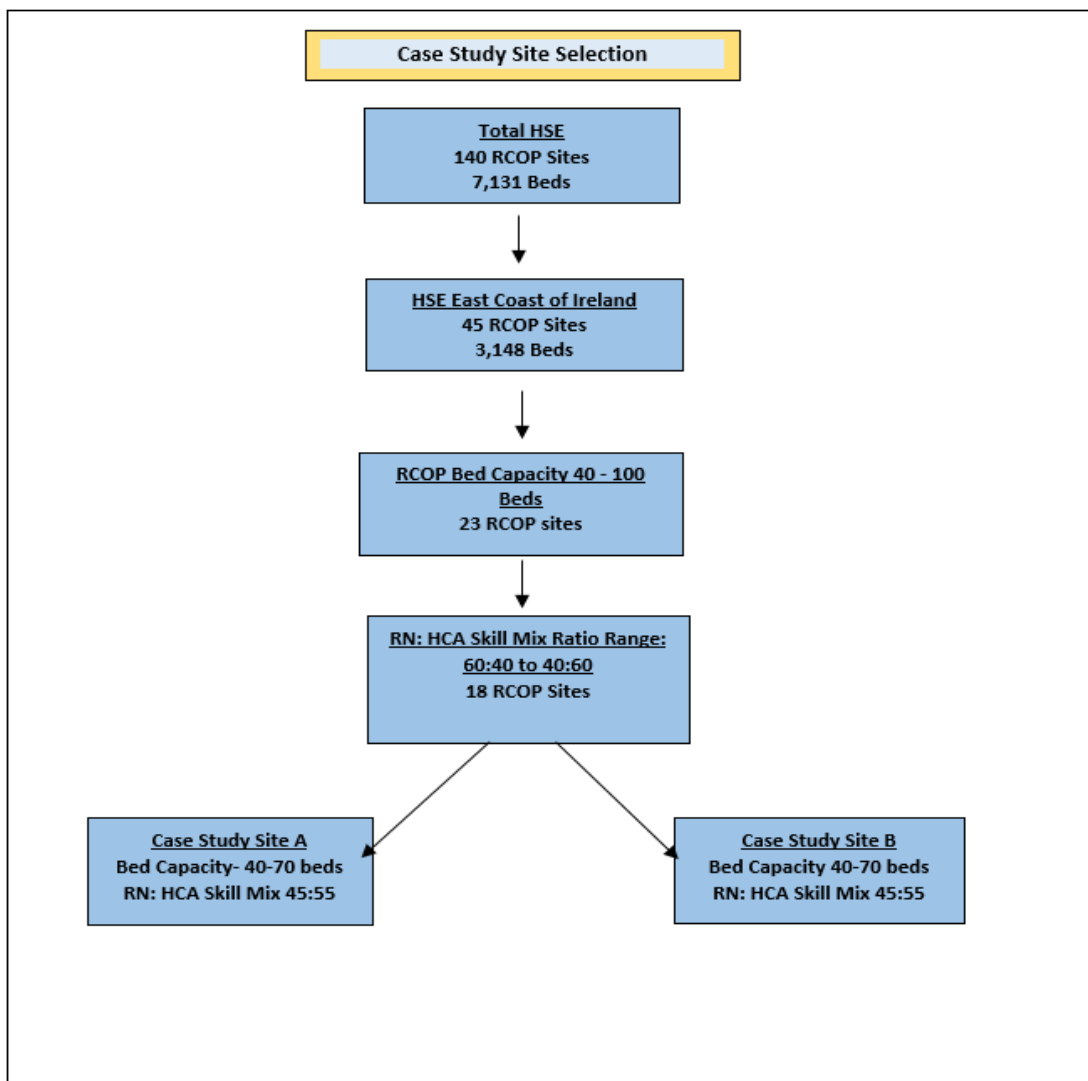 Case Study Site Selection
Total HSE
140 RCOP Sites
7,131 Beds
HSE East Coast of Ireland
45 RCOP Sites
3,148 Beds
RCOP Bed Capacity 40 - 100
Beds
23 RCOP sites
RN: HCA Skill Mix Ratio Range:
60:40 to 40:60
18 RCOP Sites
Case Study Site A
Bed Capacity- 40-70 beds
RN: HCA Skill Mix 45:55
Case Study Site B
Bed Capacity 40-70 beds
RN: HCA Skill Mix 45:55